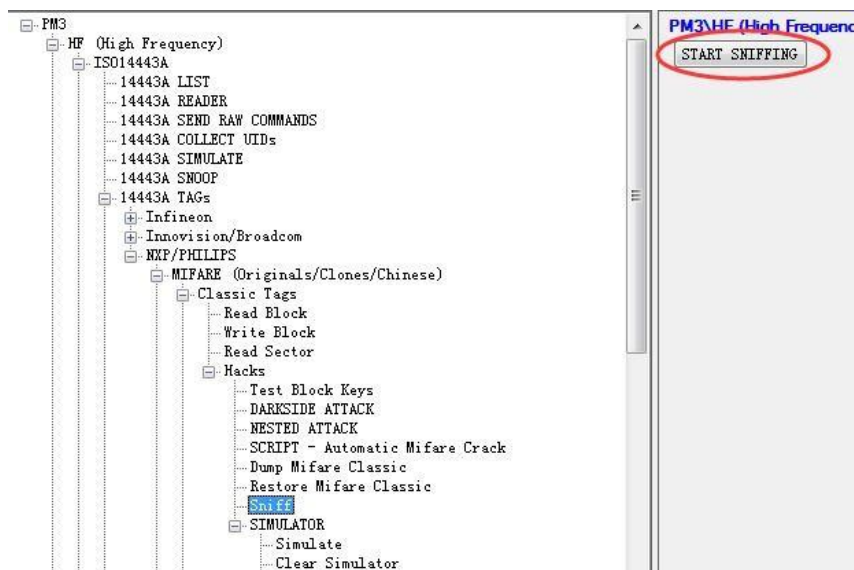 PM3
HF (High Frequency)
ISO14443A
14443A LIST
14443A READER
14443A SEND RAW COMMANDS
14443A COLLECT UIDs
14443A SIMULATE
14443A SNOOP
14443A TAGs
Infineon
Innovision/Broadcom
NXP/PHILIPS
MIFARE (Originals/Clones/Chinese)
Classic Tags
Read Block
Write Block
Read Sector
Hacks
Test Block Keys
DARKSIDE ATTACK
NESTED ATTACK
SCRIPT - Automatic Mifare Crack
Dump Mifare Classic
Restore Mifare Classic
Sniff
SIMULATOR
Simulate
Clear Simulator
PM3\HF (High Frequenc
START SNIFFING